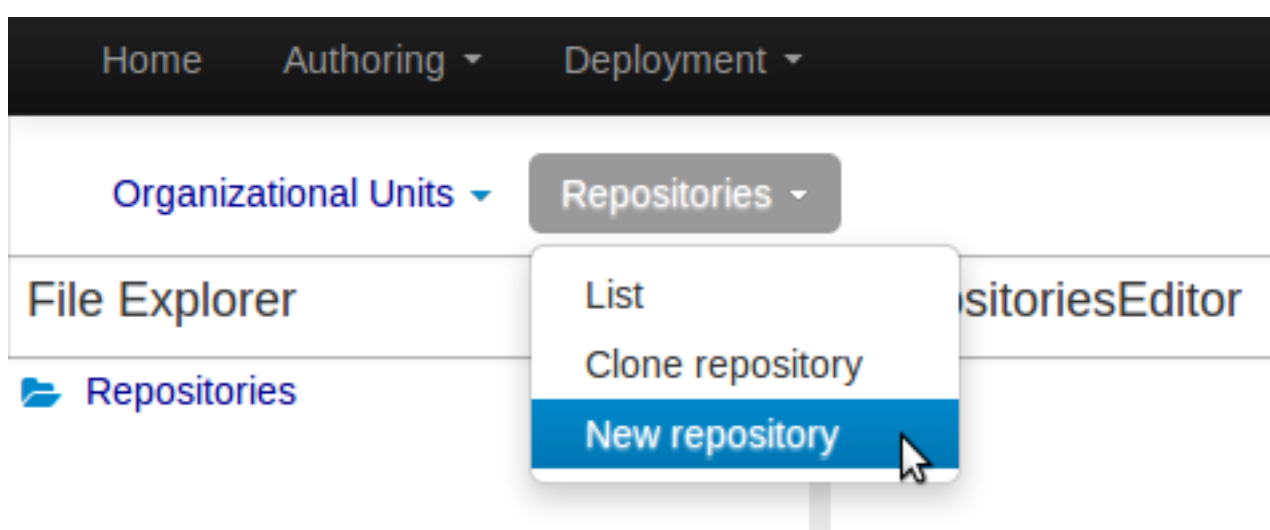 Home Authoring Deployment
Organizational Units Repositories
File Explorer sitoriesEditor
List
Clone repository
Repositories
New repository